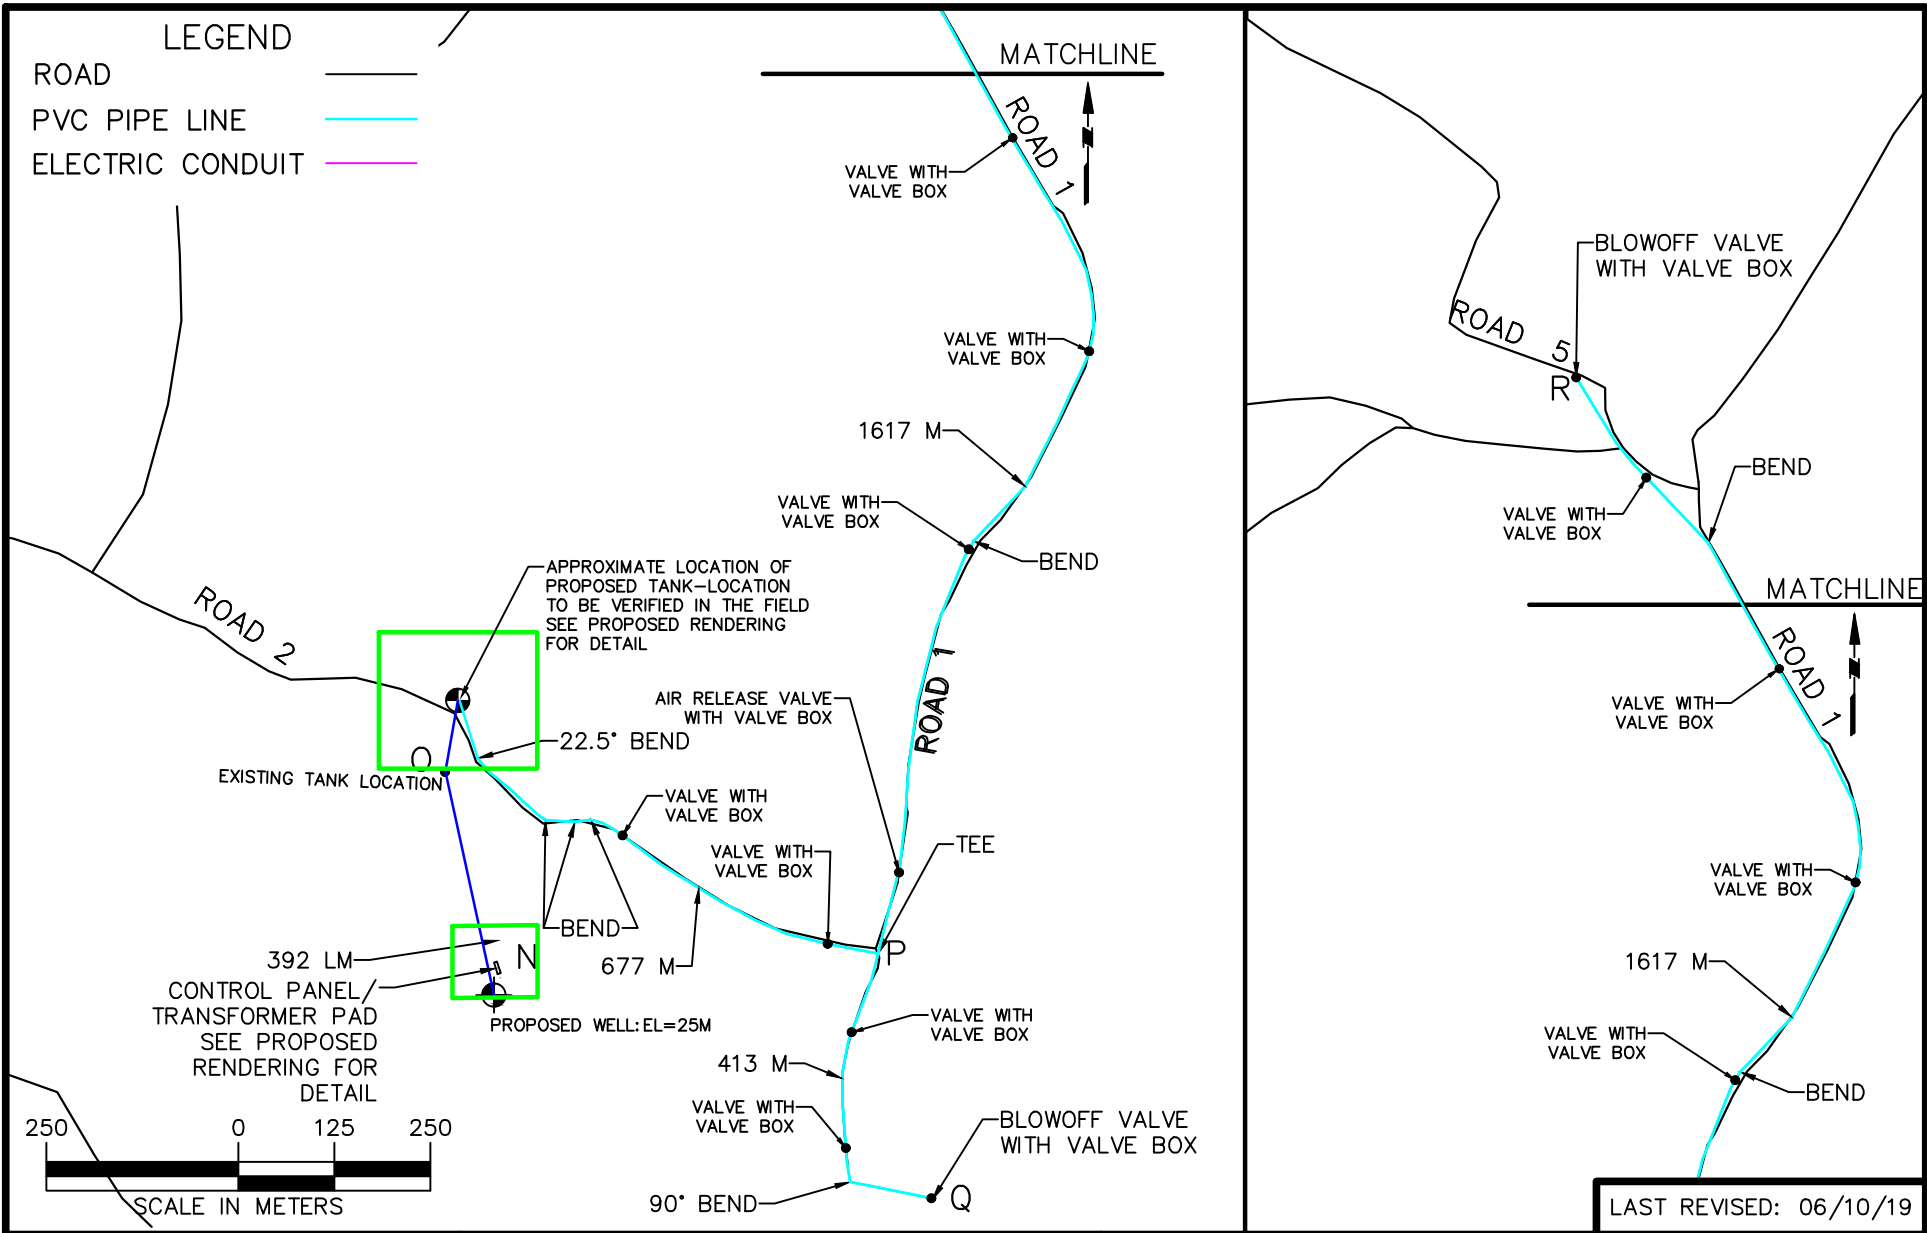 LEGEND
ROAD
PVC PIPE LINE
ELECTRIC CONDUIT
MATCHLINE
ROAD 1
VALVE WITH
VALVE BOX
VALVE WITH
VALVE BOX
1617 M
VALVE WITH
VALVE BOX
BEND
APPROXIMATE LOCATION OF
PROPOSED TANK-LOCATION
TO BE VERIFIED IN THE FIELD
SEE PROPOSED RENDERING
FOR DETAIL
ROAD 2
ROAD 1
AIR RELEASE VALVE
WITH VALVE BOX
22.5° BEND
O
EXISTING TANK LOCATION
VALVE WITH
VALVE BOX
VALVE WITH
VALVE BOX
TEE
BEND
P
677 M
392 LM
N
CONTROL PANEL/
TRANSFORMER PAD
SEE PROPOSED
RENDERING FOR
DETAIL
PROPOSED WELL:EL=25M
VALVE WITH
VALVE BOX
413 M
VALVE WITH
VALVE BOX
BLOWOFF VALVE
WITH VALVE BOX
90° BEND
Q
250 0 125 250
SCALE IN METERS
BLOWOFF VALVE
WITH VALVE BOX
ROAD 5
R
BEND
VALVE WITH
VALVE BOX
MATCHLINE
ROAD 1
VALVE WITH
VALVE BOX
VALVE WITH
VALVE BOX
1617 M
VALVE WITH
VALVE BOX
BEND
LAST REVISED: 06/10/19